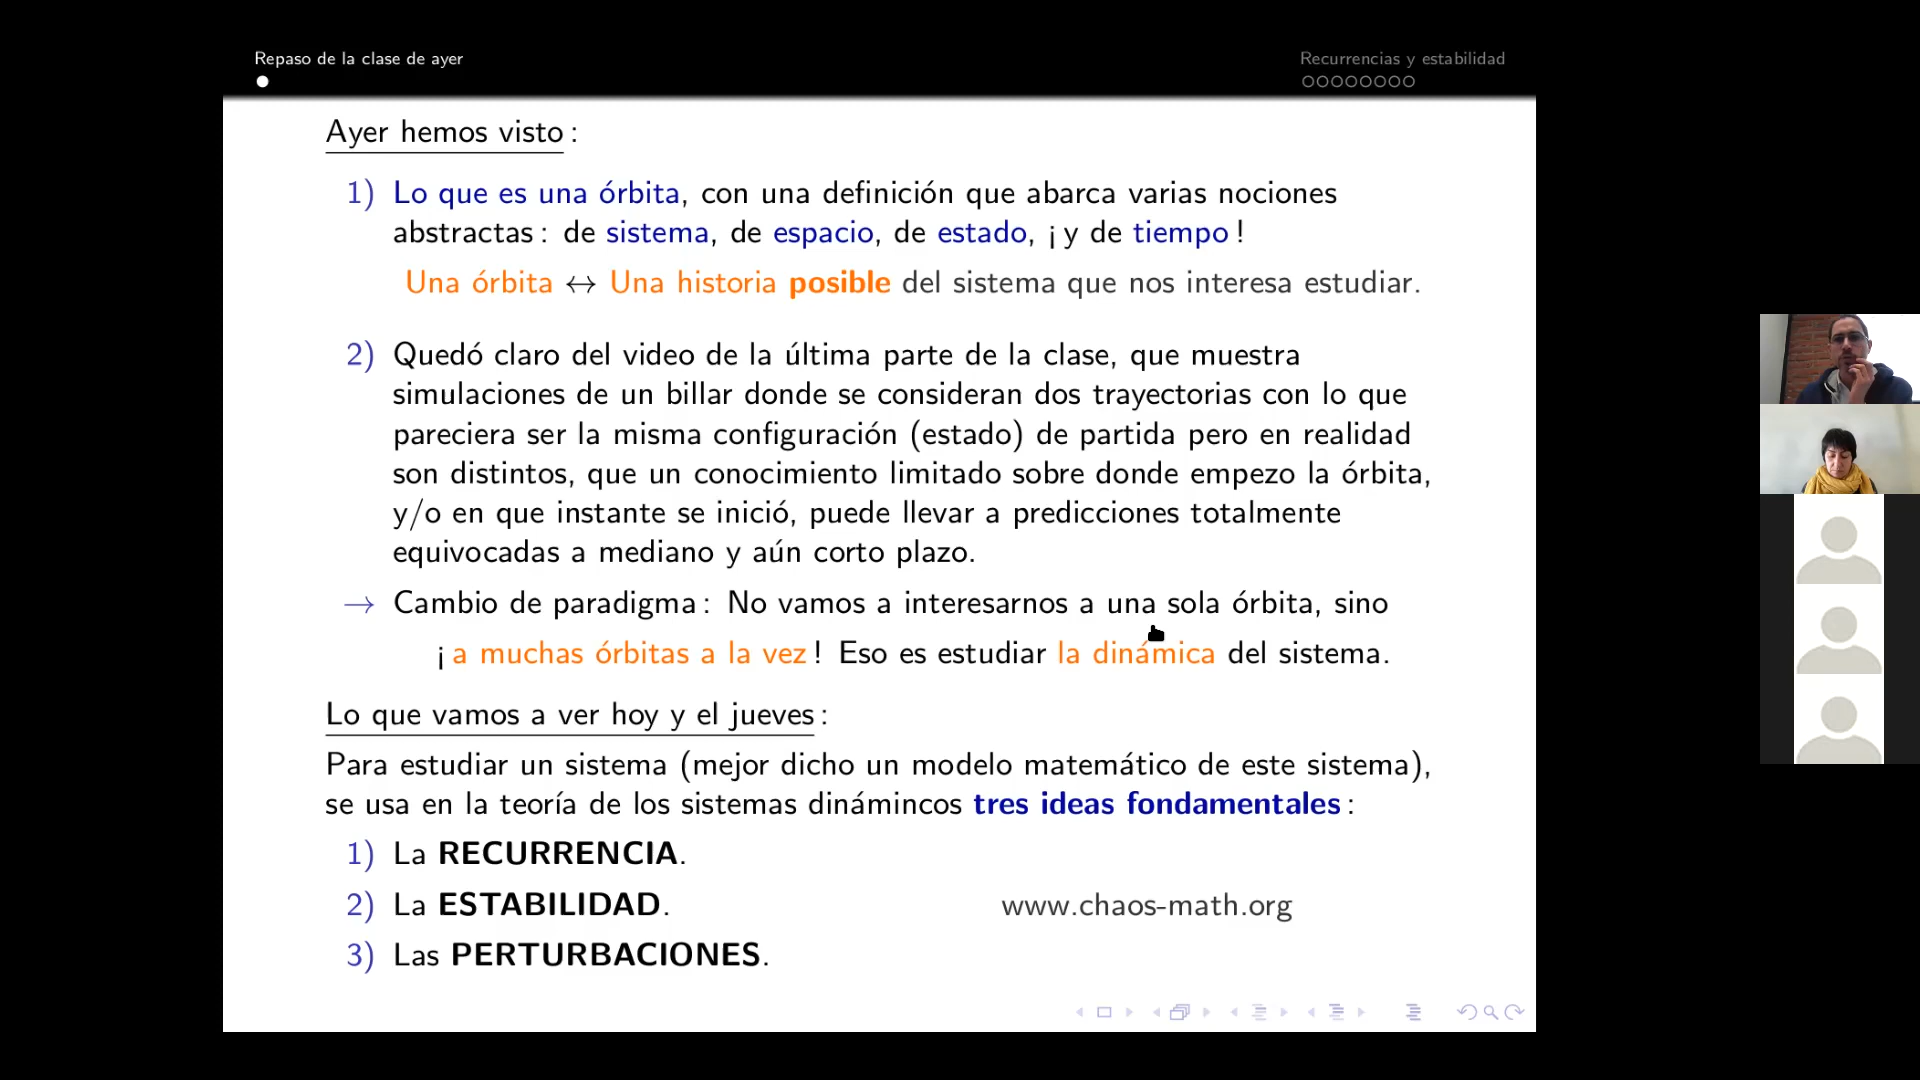 Repaso de la clase de ayer
Recurrencias y estabilidad
Ayer hemos visto :
1) Lo que es una órbita, con una definición que abarca varias nociones
abstractas : de sistema, de espacio, de estado, ¡ y de tiempo !
Una órbita ↔ Una historia posible del sistema que nos interesa estudiar.
2) Quedó claro del video de la última parte de la clase, que muestra
simulaciones de un billar donde se consideran dos trayectorias con lo que
pareciera ser la misma configuración (estado) de partida pero en realidad
son distintos, que un conocimiento limitado sobre donde empezo la órbita,
y/o en que instante se inició, puede llevar a predicciones totalmente
equivocadas a mediano y aún corto plazo.
→ Cambio de paradigma : No vamos a interesarnos a una sola órbita, sino
¡ a muchas órbitas a la vez ! Eso es estudiar la dinámica del sistema.
Lo que vamos a ver hoy y el jueves :
Para estudiar un sistema (mejor dicho un modelo matemático de este sistema),
se usa en la teoría de los sistemas dinámincos tres ideas fondamentales :
1) La RECURRENCIA.
2) La ESTABILIDAD.
www.chaos-math.org
3) Las PERTURBACIONES.